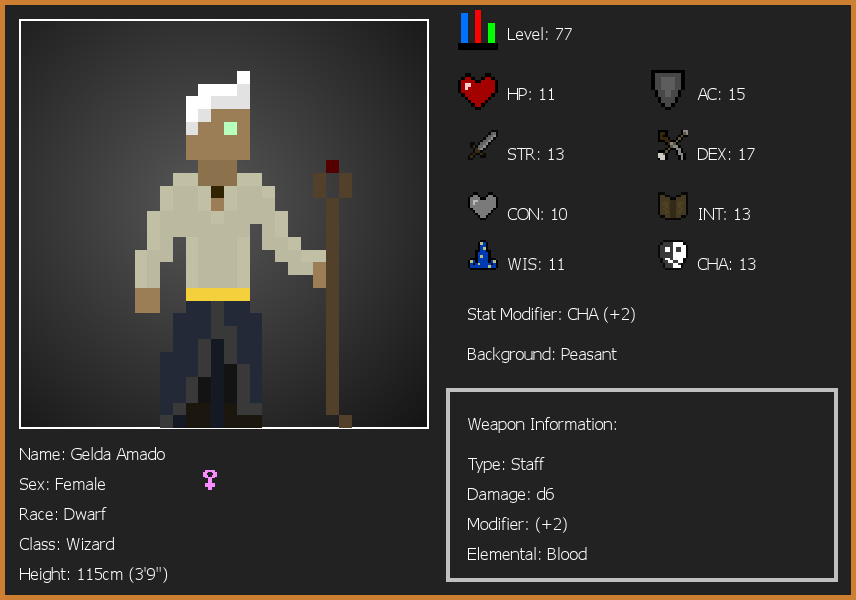 Level: 77
HP: 11
AC: 15
STR: 13
DEX: 17
CON: 10
INT: 13
WIS: 11
CHA: 13
Stat Modifier: CHA (+2)
Background: Peasant
Weapon Information:
Type: Staff
Damage: d6
Modifier: (+2)
Elemental: Blood
Name: Gelda Amado
Sex: Female
Race: Dwarf
Class: Wizard
Height: 115cm (3'9")